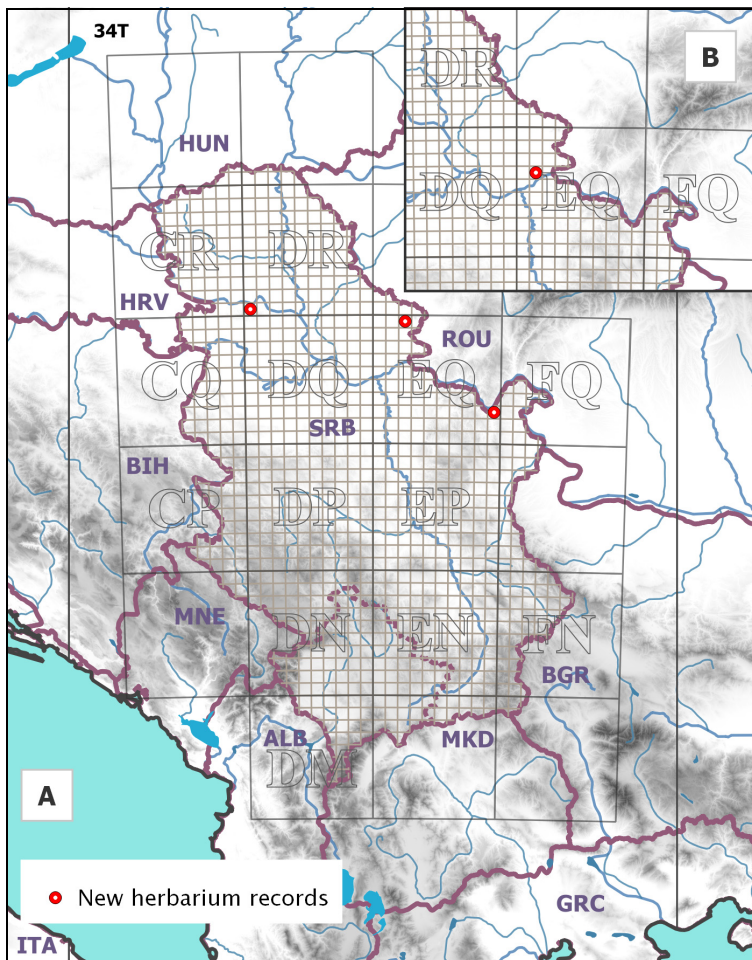 34T
B
HUN
DR
DQ EQ FQ
CR DR
HRV
ROU
CQ DQ EQ FQ
SRB
BIH
CP DP EP
MNE
DN EN FN
BGR
ALB MKD
DM
A
New herbarium records
GRC
ITA